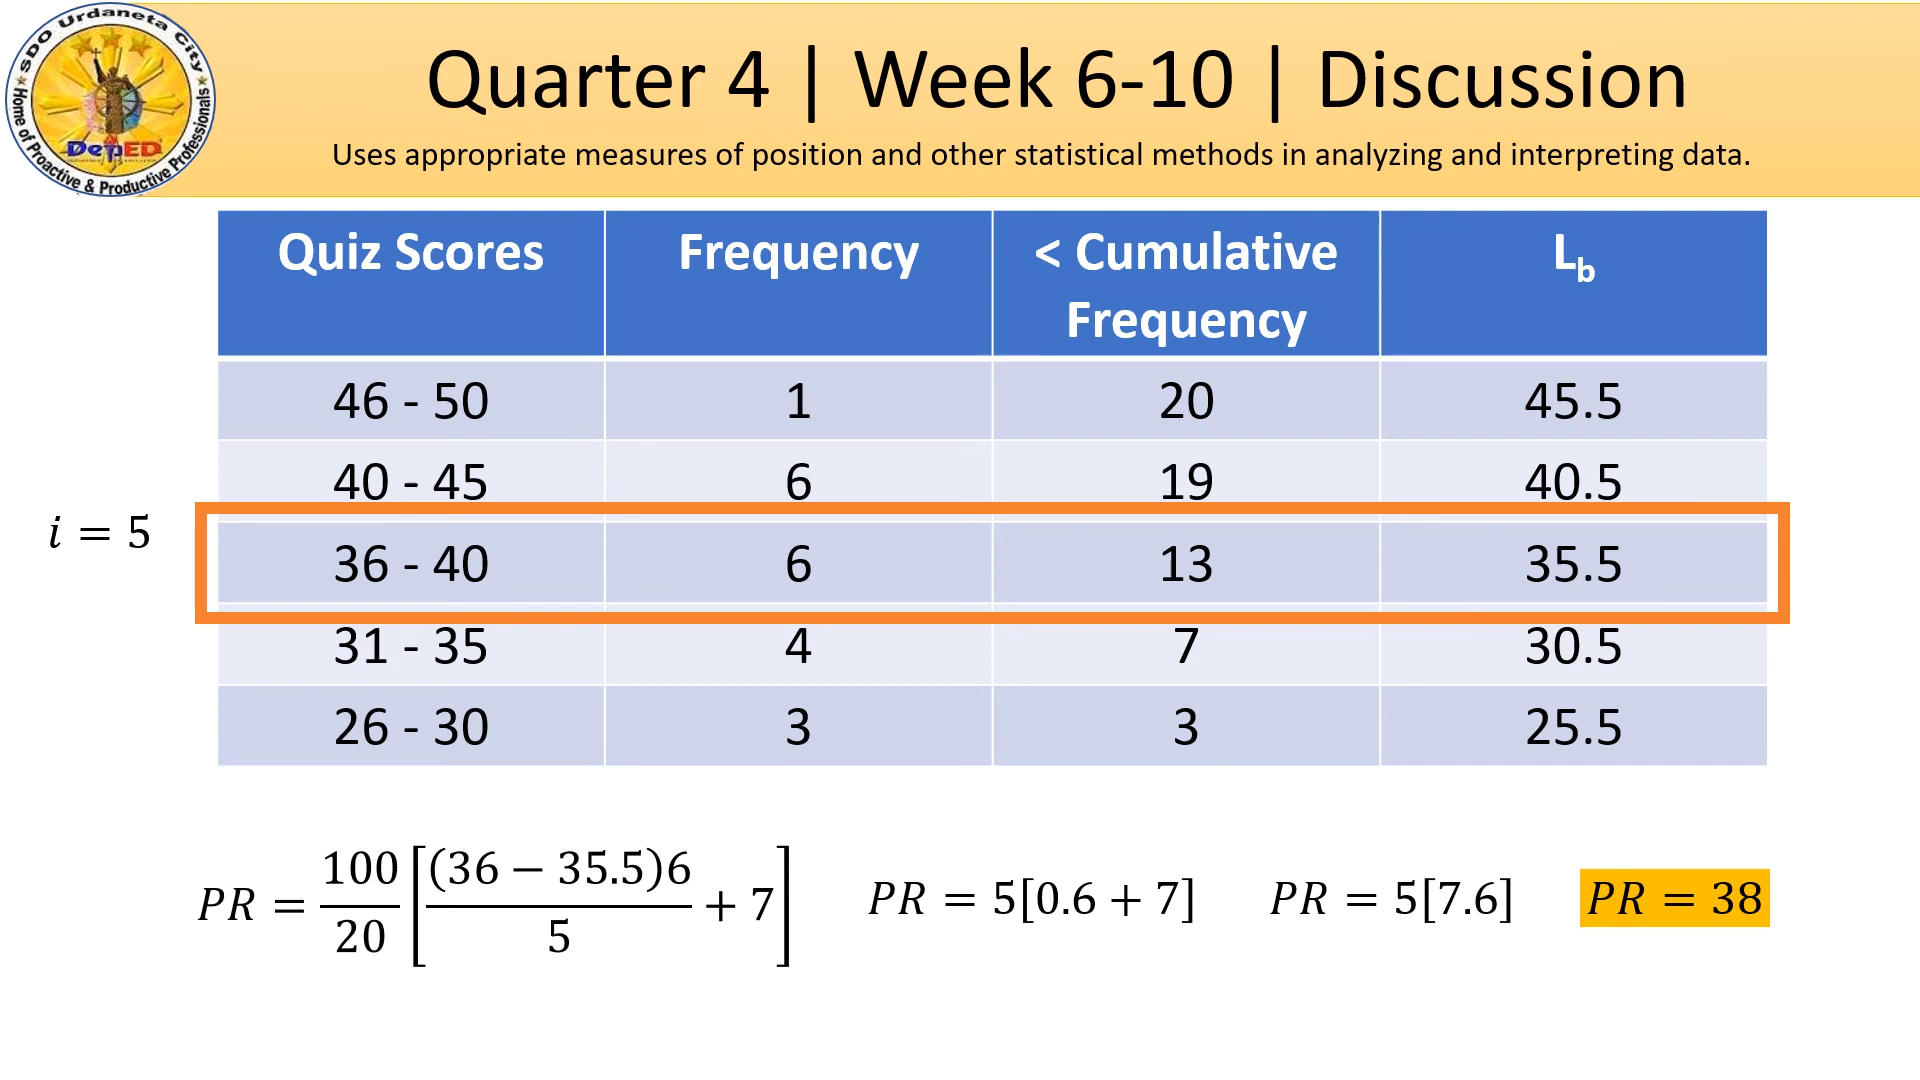 SDO Urdaneta City
DepED
Home of Proactive & Productive Professionals
Quarter 4 | Week 6-10 | Discussion
Uses appropriate measures of position and other statistical methods in analyzing and interpreting data.
Quiz Scores Frequency < Cumulative Frequency L_b
46 - 50 1 20 45.5
40 - 45 6 19 40.5
i = 5
36 - 40 6 13 35.5
31 - 35 4 7 30.5
26 - 30 3 3 25.5
PR = 100/20 [(36 − 35.5)6/5 + 7] PR = 5[0.6 + 7] PR = 5[7.6] PR = 38